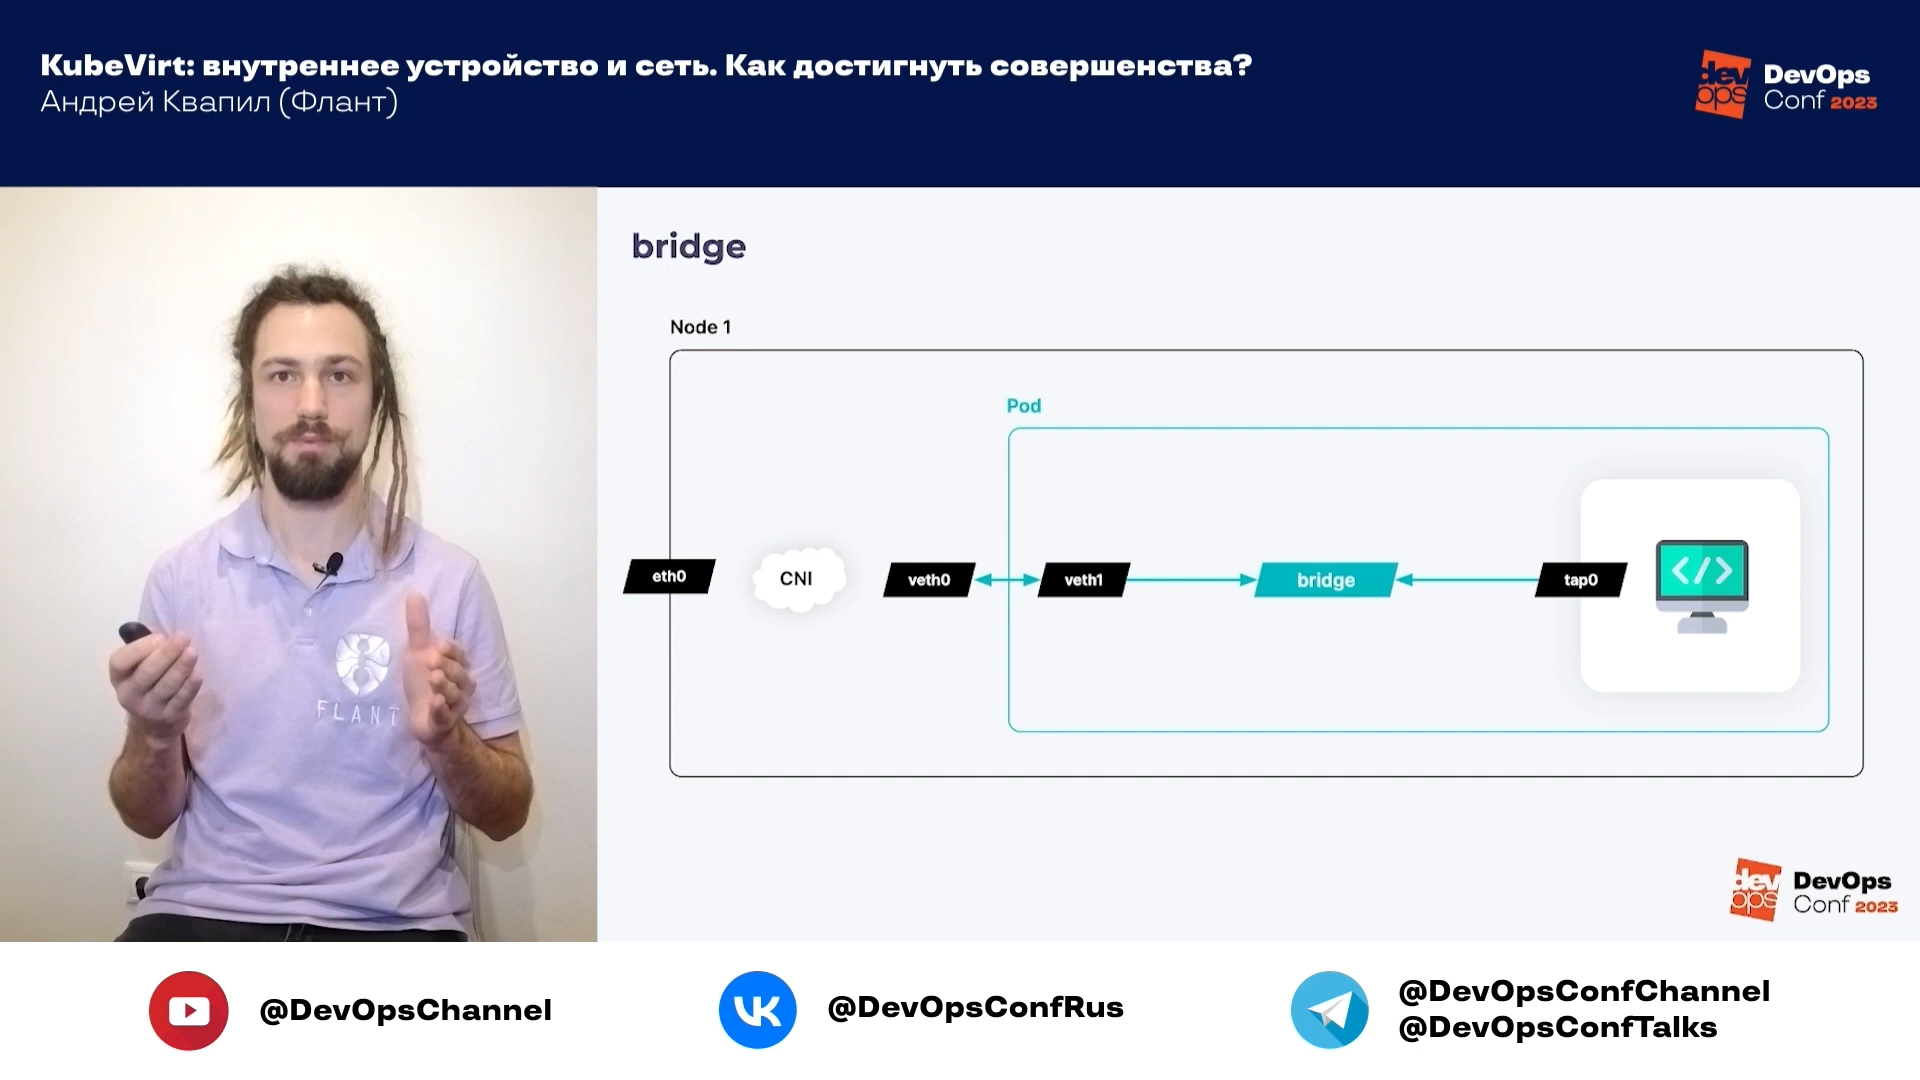 KubeVirt: внутреннее устройство и сеть. Как достигнуть совершенства?
Андрей Квапил (Флант)
dev
ops
DevOps
Conf 2023
bridge
Node 1
Pod
eth0
CNI
veth0
veth1
bridge
tap0
</>
FLANT
dev
ops
DevOps
Conf 2023
@DevOpsChannel
@DevOpsConfRus
@DevOpsConfChannel
@DevOpsConfTalks